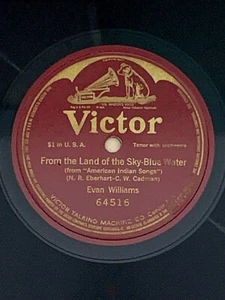 Victor
$1 in U.S.A.
Tenor with orchestra
From the Land of the Sky-Blue Water
(from "American Indian Songs")
(N. R. Eberhart-C. W. Cadman)
Evan Williams
64516
VICTOR TALKING MACHINE CO.